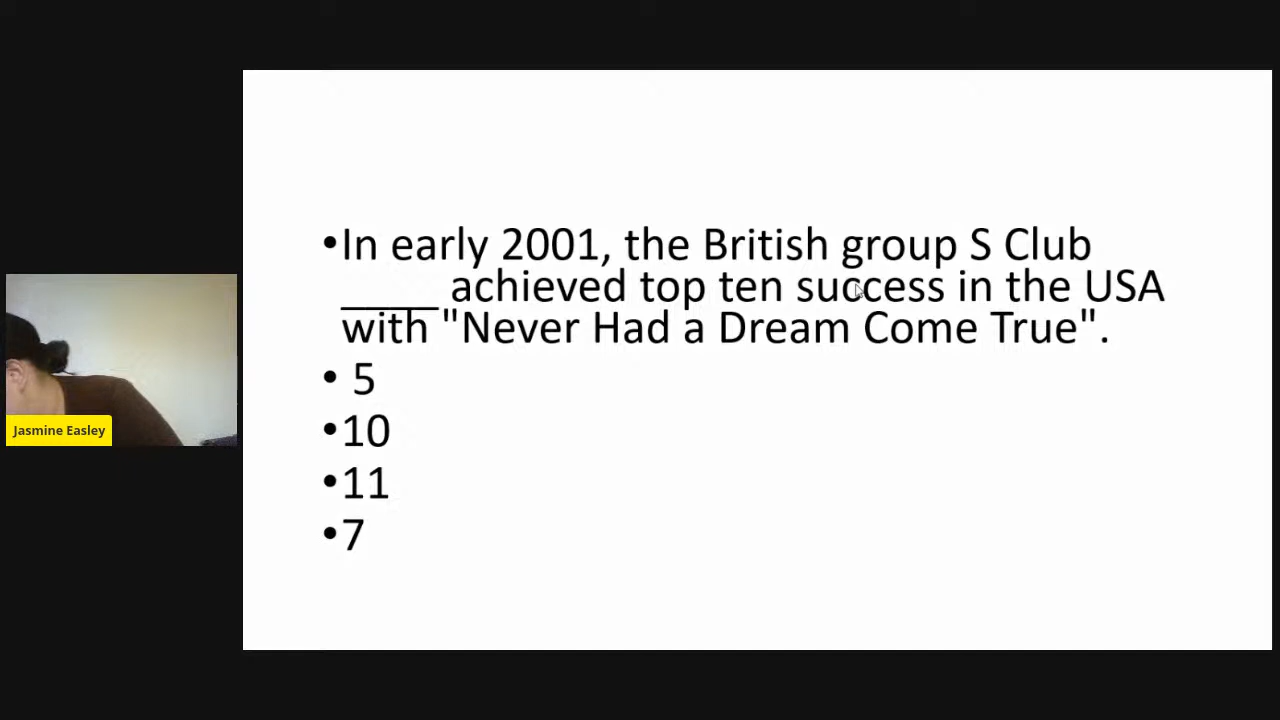 •In early 2001, the British group S Club
____ achieved top ten success in the USA
with "Never Had a Dream Come True".
• 5
•10
•11
•7
Jasmine Easley